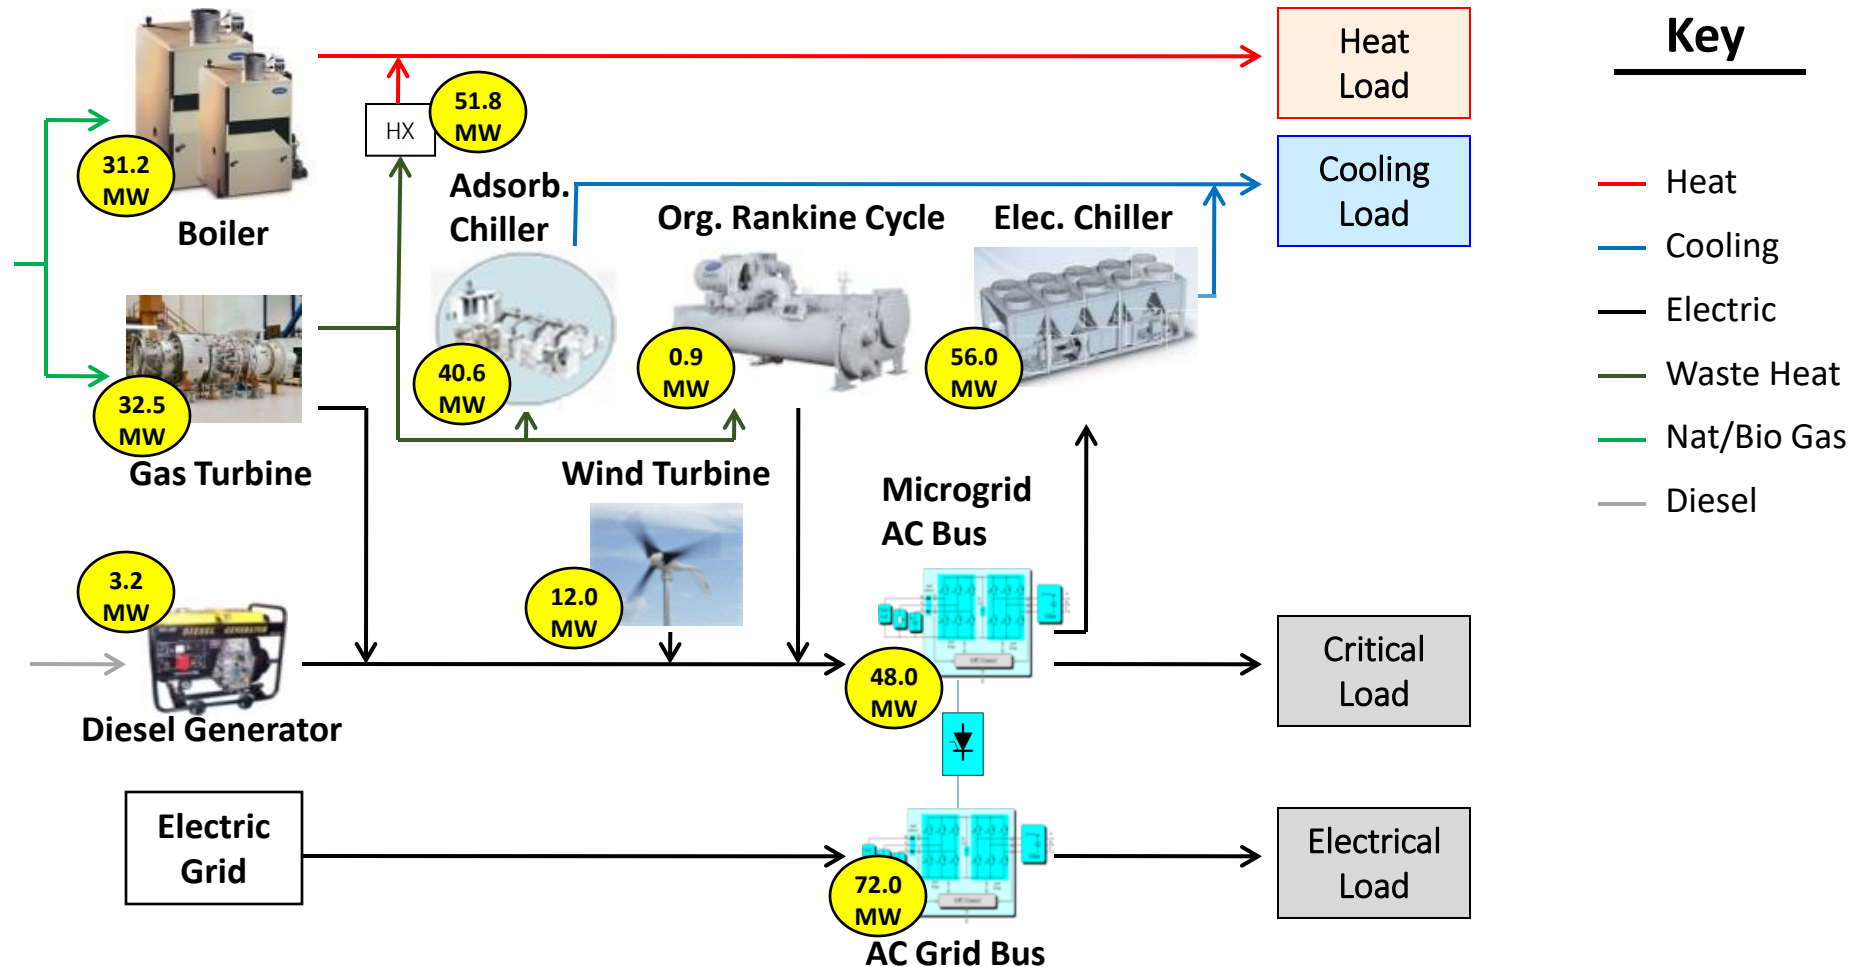 Key
Heat
Load
HX
51.8
MW
31.2
MW
Boiler
Adsorb.
Chiller
Org. Rankine Cycle
Elec. Chiller
Cooling
Load
Heat
Cooling
Electric
Waste Heat
Nat/Bio Gas
Diesel
40.6
MW
0.9
MW
56.0
MW
32.5
MW
Gas Turbine
Wind Turbine
Microgrid
AC Bus
3.2
MW
DIESEL GENERATOR
12.0
MW
48.0
MW
Critical
Load
Diesel Generator
Electric
Grid
72.0
MW
Electrical
Load
AC Grid Bus